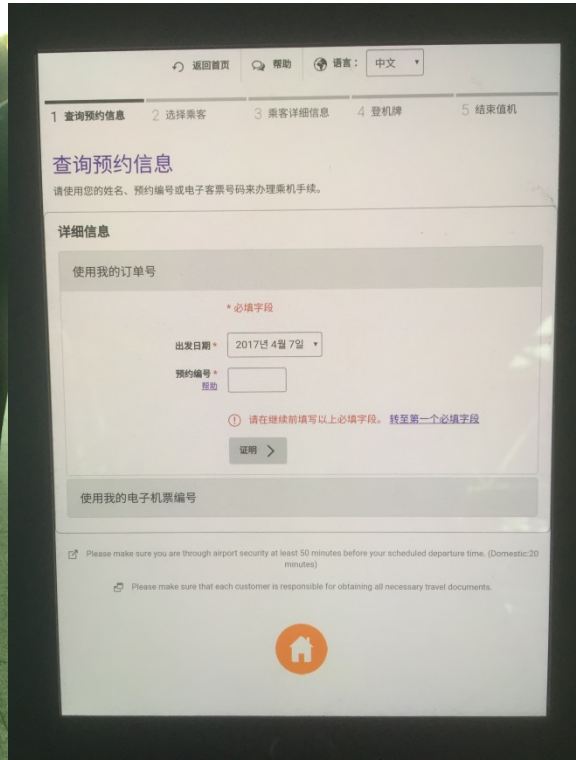 返回首页 帮助 语言： 中文
1 查询预约信息 2 选择乘客 3 乘客详细信息 4 登机牌 5 结束值机
查询预约信息
请使用您的姓名、预约编号或电子客票号码来办理乘机手续。
详细信息
使用我的订单号
* 必填字段
出发日期* 2017년 4월 7일
预约编号*
帮助
请在继续前填写以上必填字段。 转至第一个必填字段
证明
使用我的电子机票编号
Please make sure you are through airport security at least 50 minutes before your scheduled departure time. (Domestic:20
minutes)
Please make sure that each customer is responsible for obtaining all necessary travel documents.